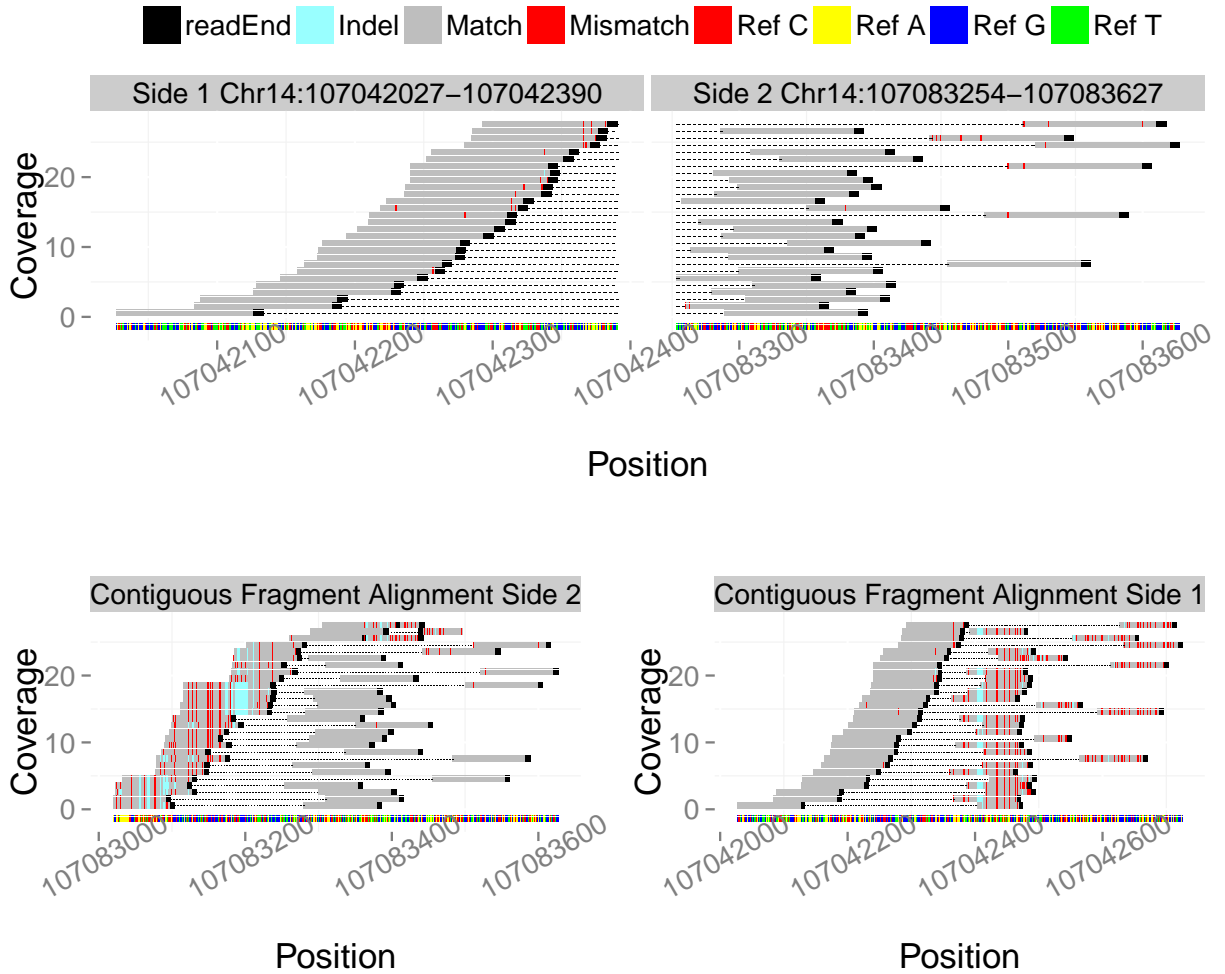 readEnd Indel Match Mismatch Ref C Ref A Ref G Ref T
Side 1 Chr14:107042027−107042390
Side 2 Chr14:107083254−107083627
Coverage
20
10
0
107042100
107042200
107042300
107042400
107083300
107083400
107083500
107083600
Position
Contiguous Fragment Alignment Side 2
Coverage
20
10
0
107083000
107083200
107083400
107083600
Position
Contiguous Fragment Alignment Side 1
Coverage
20
10
0
107042000
107042200
107042400
107042600
Position